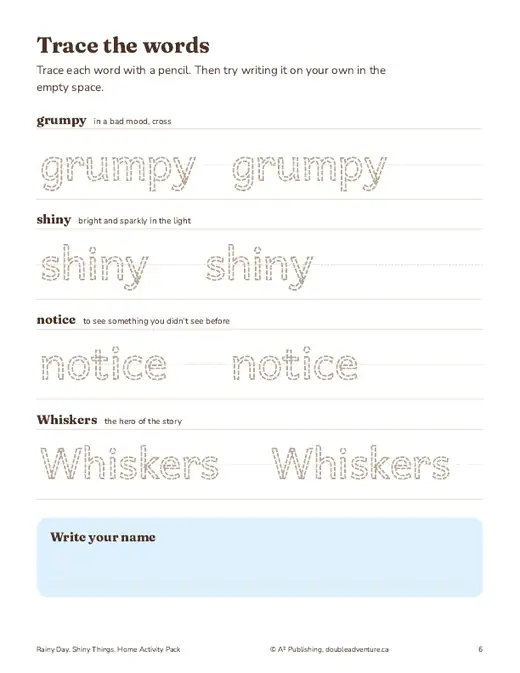 Trace the words
Trace each word with a pencil. Then try writing it on your own in the
empty space.
grumpy in a bad mood, cross
grumpy grumpy
shiny bright and sparkly in the light
shiny shiny
notice to see something you didn't see before
notice notice
Whiskers the hero of the story
Whiskers Whiskers
Write your name
Rainy Day, Shiny Things. Home Activity Pack © A² Publishing, doubleadventure.ca 6